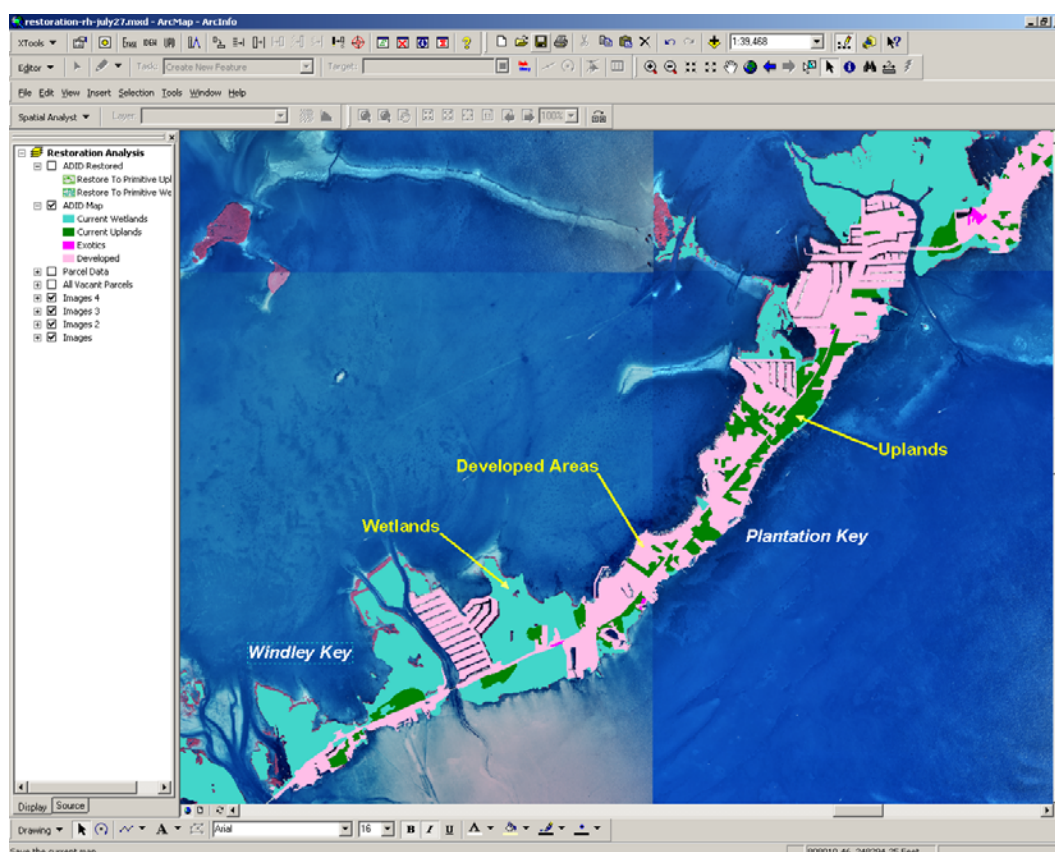 restoration-rh-july27.mxd - ArcMap - ArcInfo
XTools
1:39,468
Editor Task: Create New Feature Target:
File Edit View Insert Selection Tools Window Help
Spatial Analyst Layer: 100%
Restoration Analysis
ADID Restored
Restore To Primitive Upl
Restore To Primitive We
ADID Map
Current Wetlands
Current Uplands
Exotics
Developed
Parcel Data
All Vacant Parcels
Images 4
Images 3
Images 2
Images
Uplands
Developed Areas
Wetlands
Plantation Key
Windley Key
Display Source
Drawing A Arial 16 B I U A
Save the current map